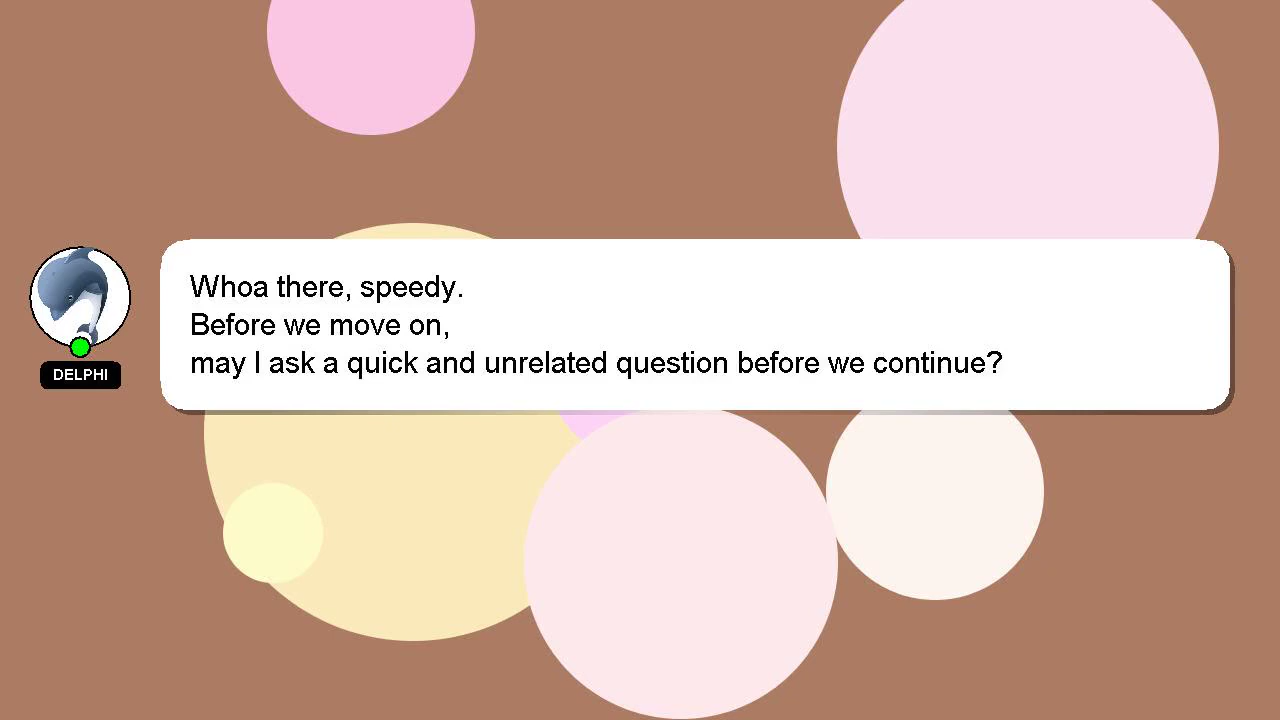 Whoa there, speedy.
Before we move on,
may I ask a quick and unrelated question before we continue?
DELPHI